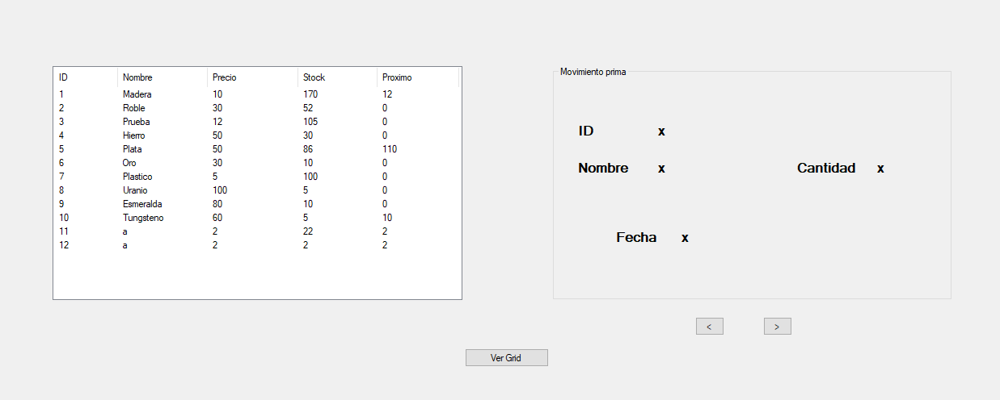 ID Nombre Precio Stock Proximo
1 Madera 10 170 12
2 Roble 30 52 0
3 Prueba 12 105 0
4 Hierro 50 30 0
5 Plata 50 86 110
6 Oro 30 10 0
7 Plastico 5 100 0
8 Uranio 100 5 0
9 Esmeralda 80 10 0
10 Tungsteno 60 5 10
11 a 2 22 2
12 a 2 2 2
Movimiento prima
ID x
Nombre x Cantidad x
Fecha x
< >
Ver Grid